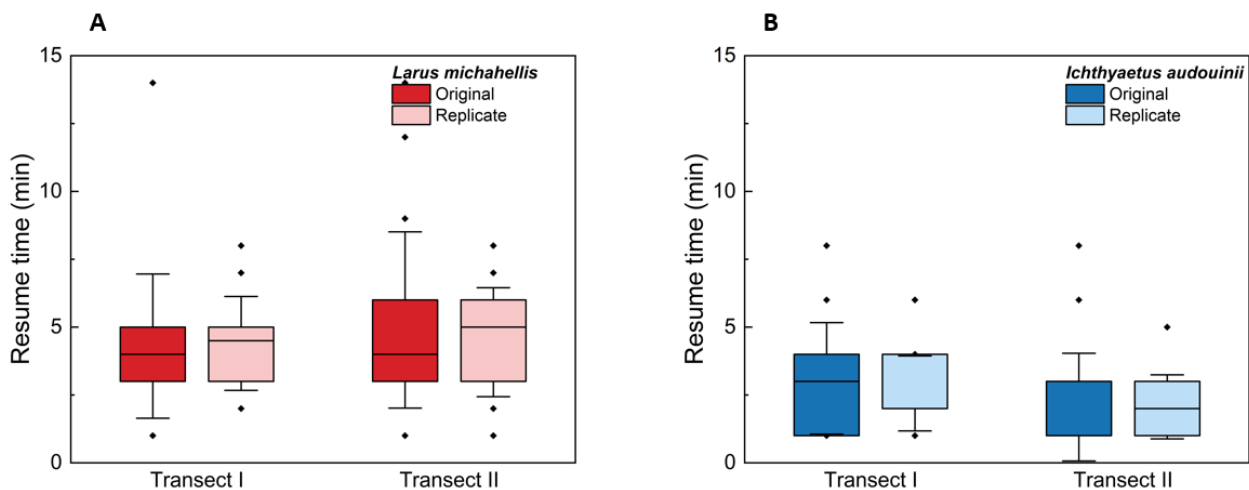 A
Resume time (min)
15
10
5
0
Larus michahellis
Original
Replicate
Transect I
Transect II
B
Resume time (min)
15
10
5
0
Ichthyaetus audouinii
Original
Replicate
Transect I
Transect II